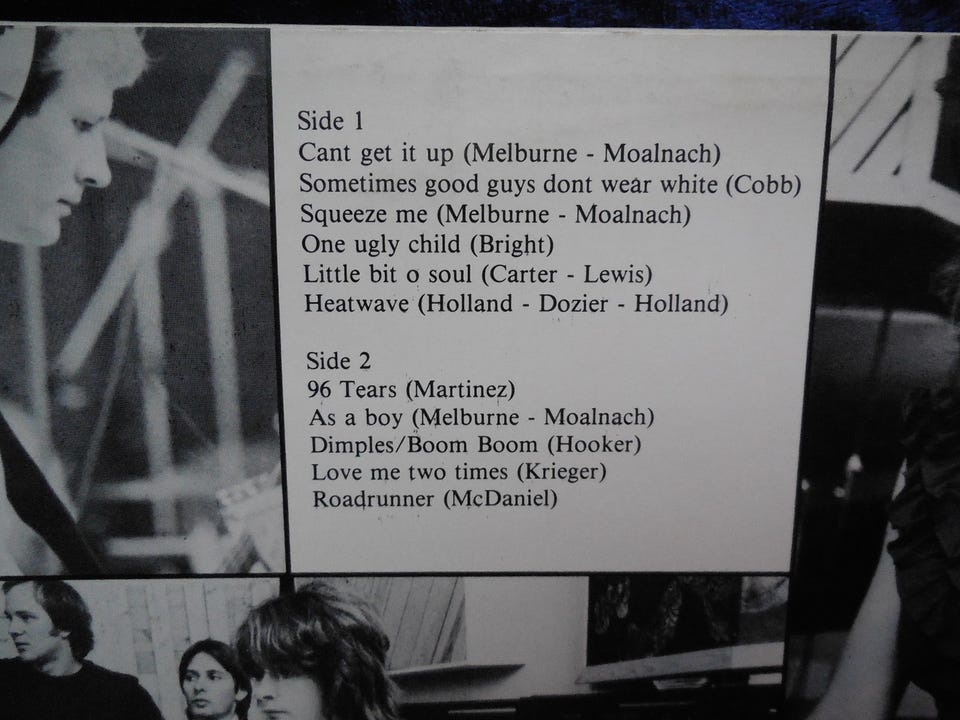 Side 1
Cant get it up (Melburne - Moalnach)
Sometimes good guys dont wear white (Cobb)
Squeeze me (Melburne - Moalnach)
One ugly child (Bright)
Little bit o soul (Carter - Lewis)
Heatwave (Holland - Dozier - Holland)
Side 2
96 Tears (Martinez)
As a boy (Melburne - Moalnach)
Dimples/Boom Boom (Hooker)
Love me two times (Krieger)
Roadrunner (McDaniel)